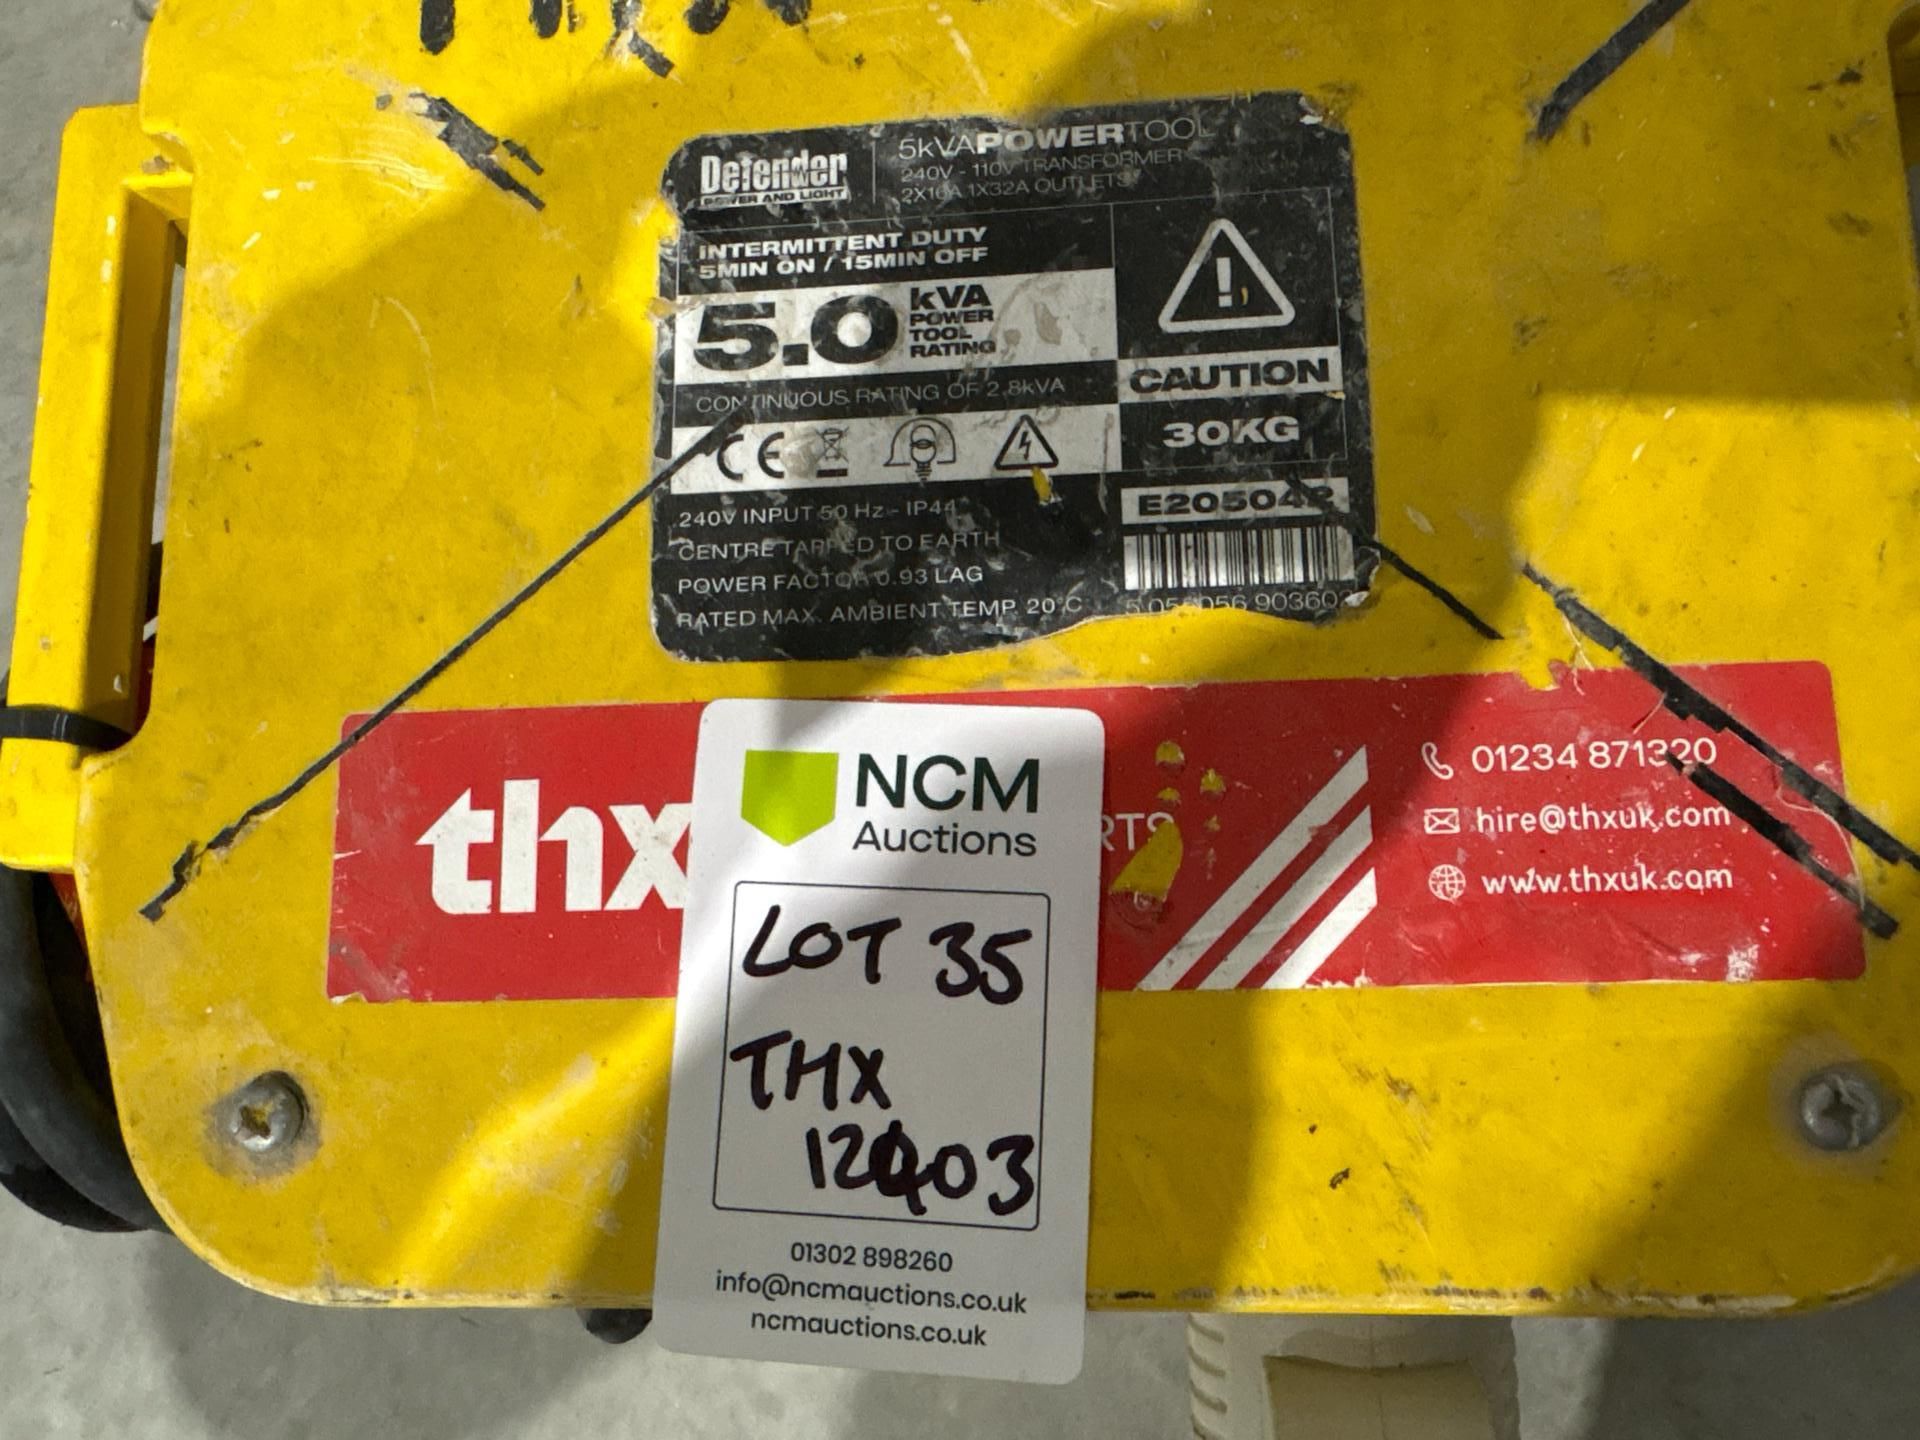 Defender
POWER AND LIGHT
5kVAPOWERTOOL
240V - 110V TRANSFORMER
2X16A 1X32A OUTLETS
INTERMITTENT DUTY
5MIN ON / 15MIN OFF
5.0 kVA
POWER
TOOL
RATING
CONTINUOUS RATING OF 2.8kVA
CE
240V INPUT 50 Hz - IP44
CENTRE TAPPED TO EARTH
POWER FACTOR 0.93 LAG
RATED MAX. AMBIENT TEMP. 20°C
CAUTION
30KG
E205042
thx
01234 871320
hire@thxuk.com
www.thxuk.com
NCM
Auctions
LOT 35
THX
12403
01302 898260
info@ncmauctions.co.uk
ncmauctions.co.uk